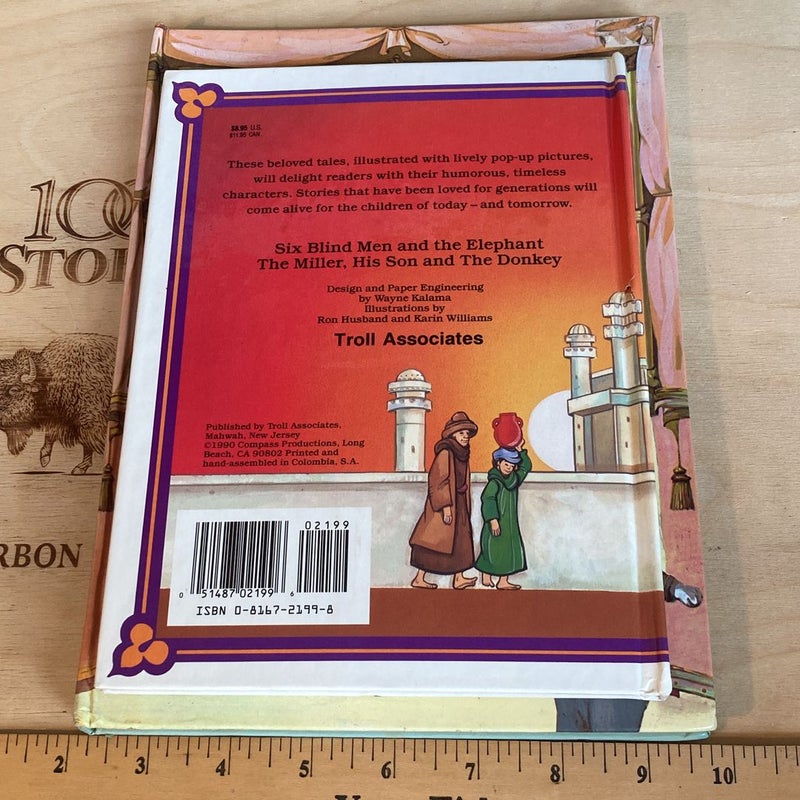 $8.95 U.S.
$11.95 CAN.
These beloved tales, illustrated with lively pop-up pictures,
will delight readers with their humorous, timeless
characters. Stories that have been loved for generations will
come alive for the children of today – and tomorrow.
Six Blind Men and the Elephant
The Miller, His Son and The Donkey
Design and Paper Engineering
by Wayne Kalama
Illustrations by
Ron Husband and Karin Williams
Troll Associates
Published by Troll Associates,
Mahwah, New Jersey
©1990 Compass Productions, Long
Beach, CA 90802 Printed and
hand-assembled in Colombia, S.A.
02199
0 51487 02199 6
ISBN 0-8167-2199-8
2 3 4 5 6 7 8 9 10